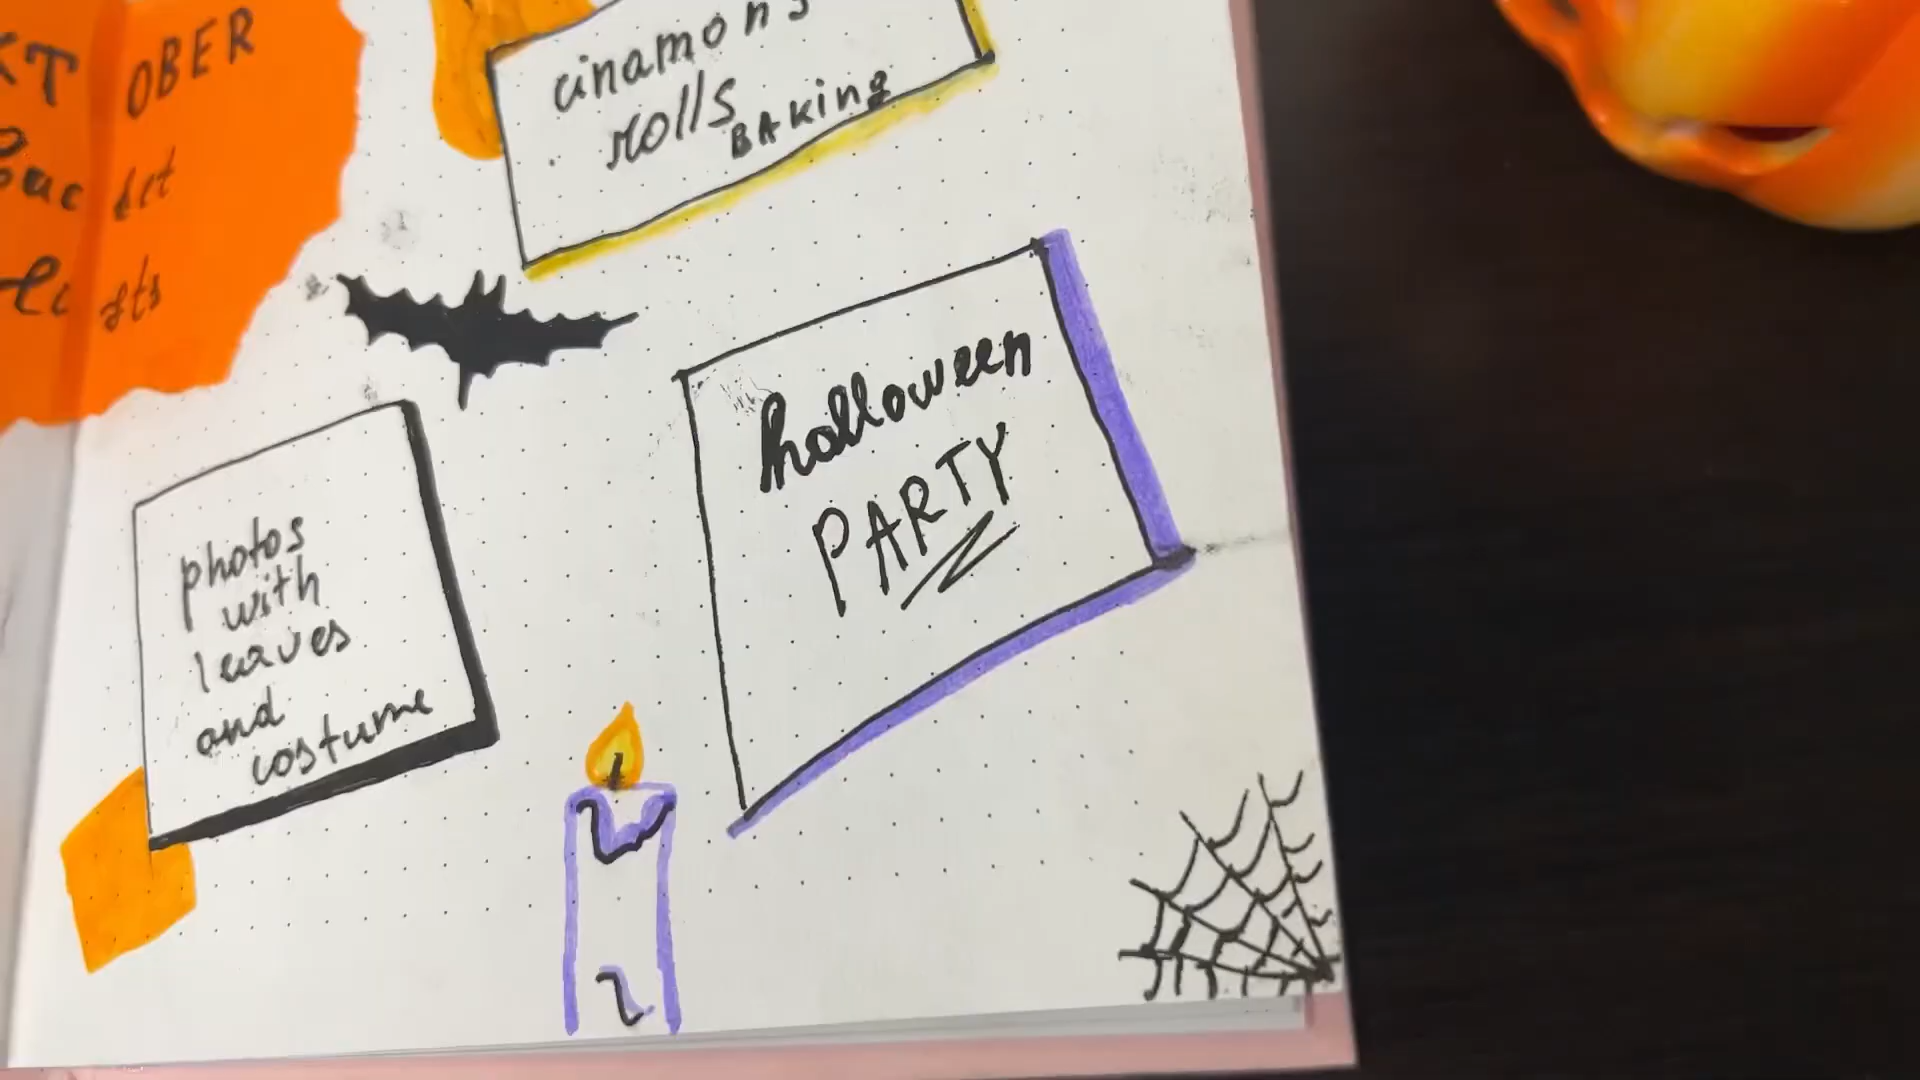 OBER
cinamons
rolls
BAKing
halloween
PARTY
photos
with
leaves
and
costume